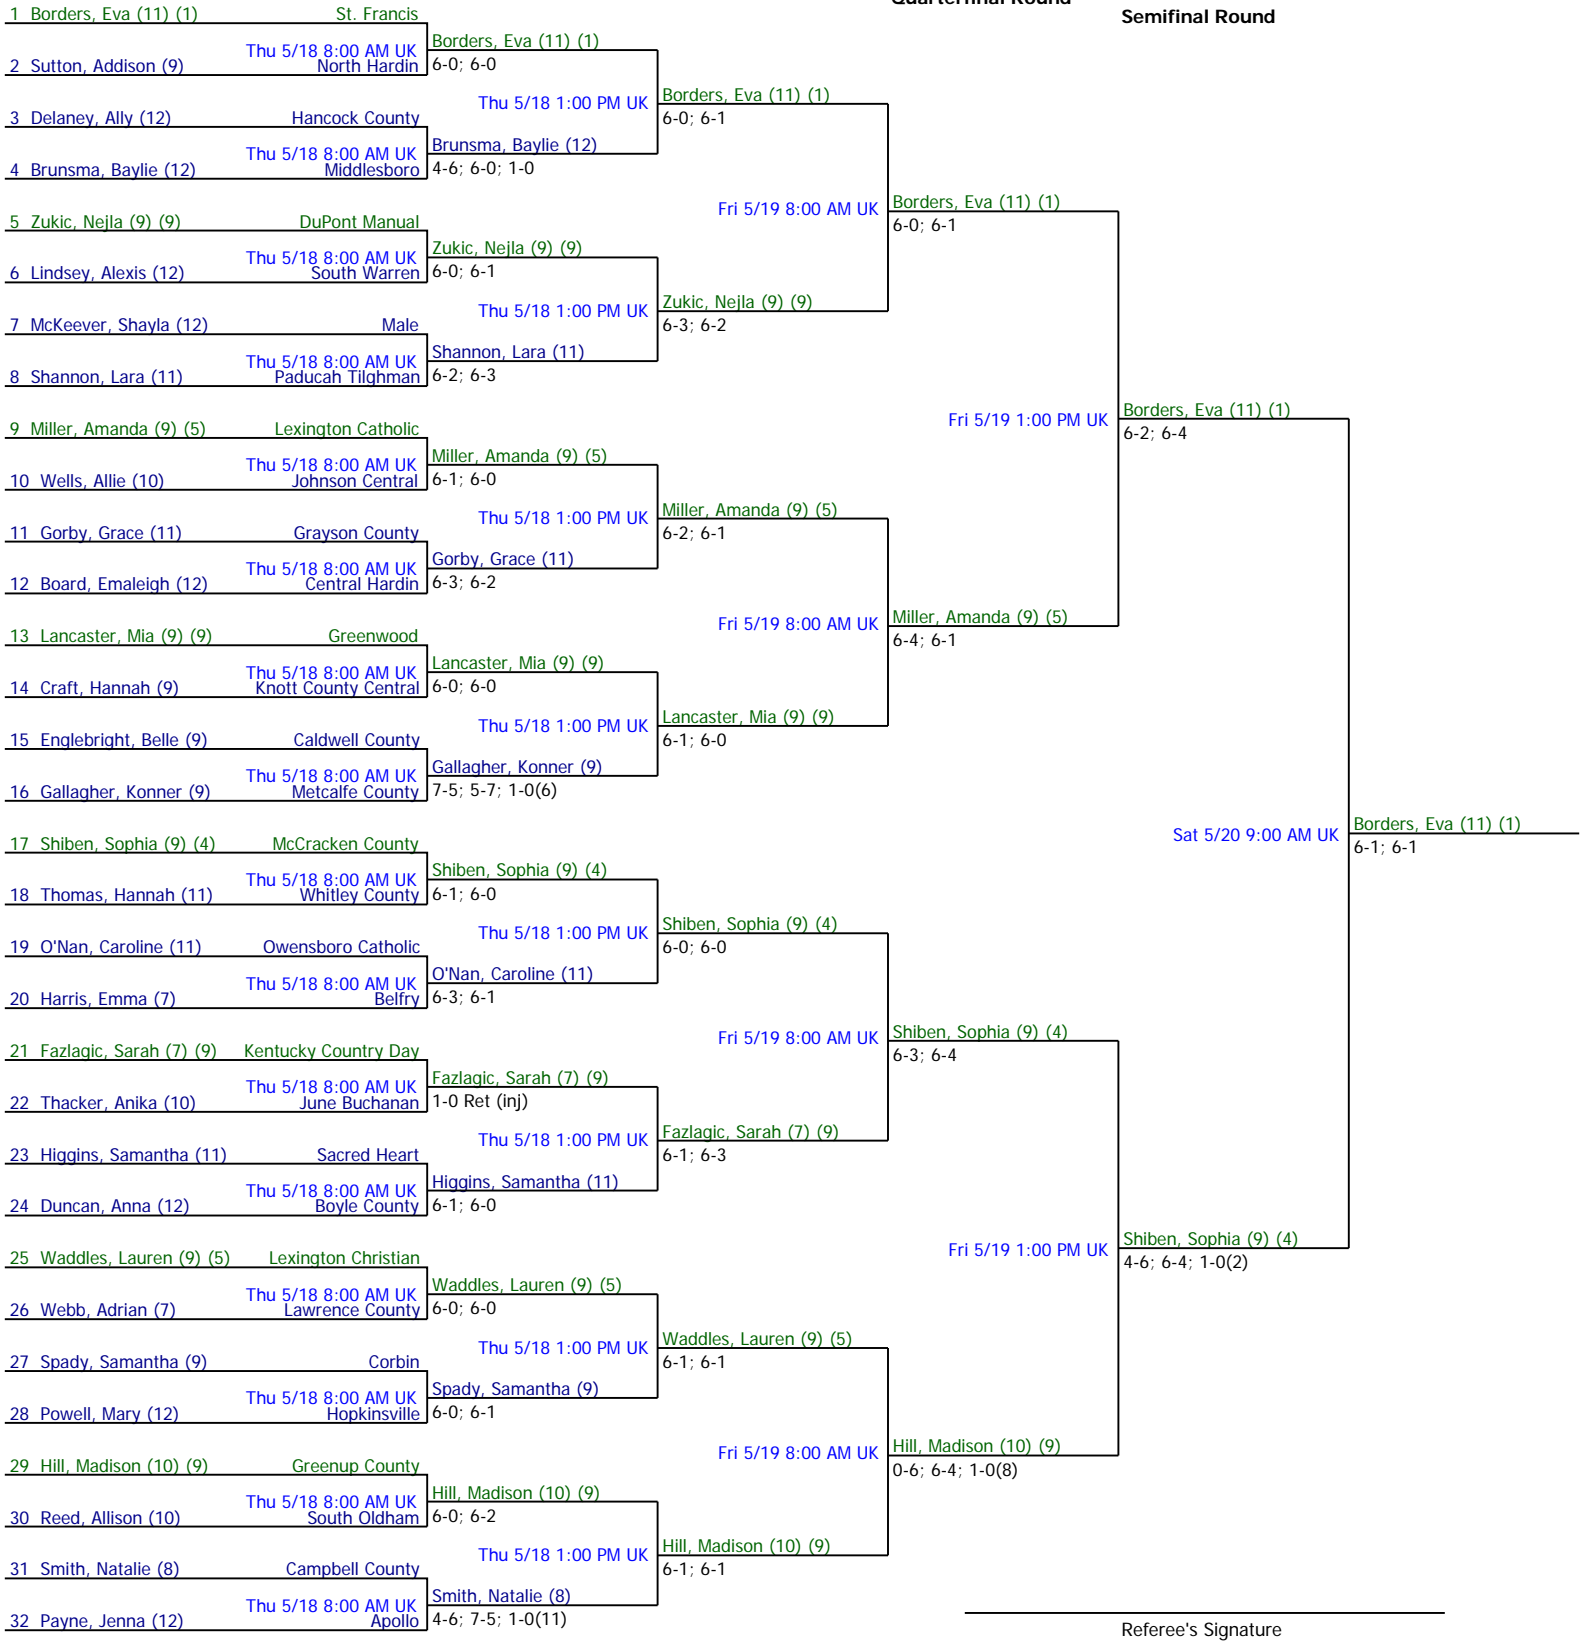 Quarterfinal Round
Semifinal Round
1 Borders, Eva (11) (1) St. Francis
Thu 5/18 8:00 AM UK
2 Sutton, Addison (9) North Hardin
Borders, Eva (11) (1)
6-0; 6-0
3 Delaney, Ally (12) Hancock County
Thu 5/18 8:00 AM UK
4 Brunsma, Baylie (12) Middlesboro
Brunsma, Baylie (12)
4-6; 6-0; 1-0
Thu 5/18 1:00 PM UK
Borders, Eva (11) (1)
6-0; 6-1
5 Zukic, Nejla (9) (9) DuPont Manual
Thu 5/18 8:00 AM UK
6 Lindsey, Alexis (12) South Warren
Zukic, Nejla (9) (9)
6-0; 6-1
7 McKeever, Shayla (12) Male
Thu 5/18 8:00 AM UK
8 Shannon, Lara (11) Paducah Tilghman
Shannon, Lara (11)
6-2; 6-3
Thu 5/18 1:00 PM UK
Zukic, Nejla (9) (9)
6-3; 6-2
Fri 5/19 8:00 AM UK
Borders, Eva (11) (1)
6-0; 6-1
9 Miller, Amanda (9) (5) Lexington Catholic
Thu 5/18 8:00 AM UK
10 Wells, Allie (10) Johnson Central
Miller, Amanda (9) (5)
6-1; 6-0
11 Gorby, Grace (11) Grayson County
Thu 5/18 8:00 AM UK
12 Board, Emaleigh (12) Central Hardin
Gorby, Grace (11)
6-3; 6-2
Thu 5/18 1:00 PM UK
Miller, Amanda (9) (5)
6-2; 6-1
13 Lancaster, Mia (9) (9) Greenwood
Thu 5/18 8:00 AM UK
14 Craft, Hannah (9) Knott County Central
Lancaster, Mia (9) (9)
6-0; 6-0
15 Englebright, Belle (9) Caldwell County
Thu 5/18 8:00 AM UK
16 Gallagher, Konner (9) Metcalfe County
Gallagher, Konner (9)
7-5; 5-7; 1-0(6)
Thu 5/18 1:00 PM UK
Lancaster, Mia (9) (9)
6-1; 6-0
Fri 5/19 8:00 AM UK
Miller, Amanda (9) (5)
6-4; 6-1
Fri 5/19 1:00 PM UK
Borders, Eva (11) (1)
6-2; 6-4
17 Shiben, Sophia (9) (4) McCracken County
Thu 5/18 8:00 AM UK
18 Thomas, Hannah (11) Whitley County
Shiben, Sophia (9) (4)
6-1; 6-0
19 O'Nan, Caroline (11) Owensboro Catholic
Thu 5/18 8:00 AM UK
20 Harris, Emma (7) Belfry
O'Nan, Caroline (11)
6-3; 6-1
Thu 5/18 1:00 PM UK
Shiben, Sophia (9) (4)
6-0; 6-0
21 Fazlagic, Sarah (7) (9) Kentucky Country Day
Thu 5/18 8:00 AM UK
22 Thacker, Anika (10) June Buchanan
Fazlagic, Sarah (7) (9)
1-0 Ret (inj)
23 Higgins, Samantha (11) Sacred Heart
Thu 5/18 8:00 AM UK
24 Duncan, Anna (12) Boyle County
Higgins, Samantha (11)
6-1; 6-0
Thu 5/18 1:00 PM UK
Fazlagic, Sarah (7) (9)
6-1; 6-3
Fri 5/19 8:00 AM UK
Shiben, Sophia (9) (4)
6-3; 6-4
25 Waddles, Lauren (9) (5) Lexington Christian
Thu 5/18 8:00 AM UK
26 Webb, Adrian (7) Lawrence County
Waddles, Lauren (9) (5)
6-0; 6-0
27 Spady, Samantha (9) Corbin
Thu 5/18 8:00 AM UK
28 Powell, Mary (12) Hopkinsville
Spady, Samantha (9)
6-0; 6-1
Thu 5/18 1:00 PM UK
Waddles, Lauren (9) (5)
6-1; 6-1
29 Hill, Madison (10) (9) Greenup County
Thu 5/18 8:00 AM UK
30 Reed, Allison (10) South Oldham
Hill, Madison (10) (9)
6-0; 6-2
31 Smith, Natalie (8) Campbell County
Thu 5/18 8:00 AM UK
32 Payne, Jenna (12) Apollo
Smith, Natalie (8)
4-6; 7-5; 1-0(11)
Thu 5/18 1:00 PM UK
Hill, Madison (10) (9)
6-1; 6-1
Fri 5/19 8:00 AM UK
Hill, Madison (10) (9)
0-6; 6-4; 1-0(8)
Fri 5/19 1:00 PM UK
Shiben, Sophia (9) (4)
4-6; 6-4; 1-0(2)
Sat 5/20 9:00 AM UK
Borders, Eva (11) (1)
6-1; 6-1
Referee's Signature